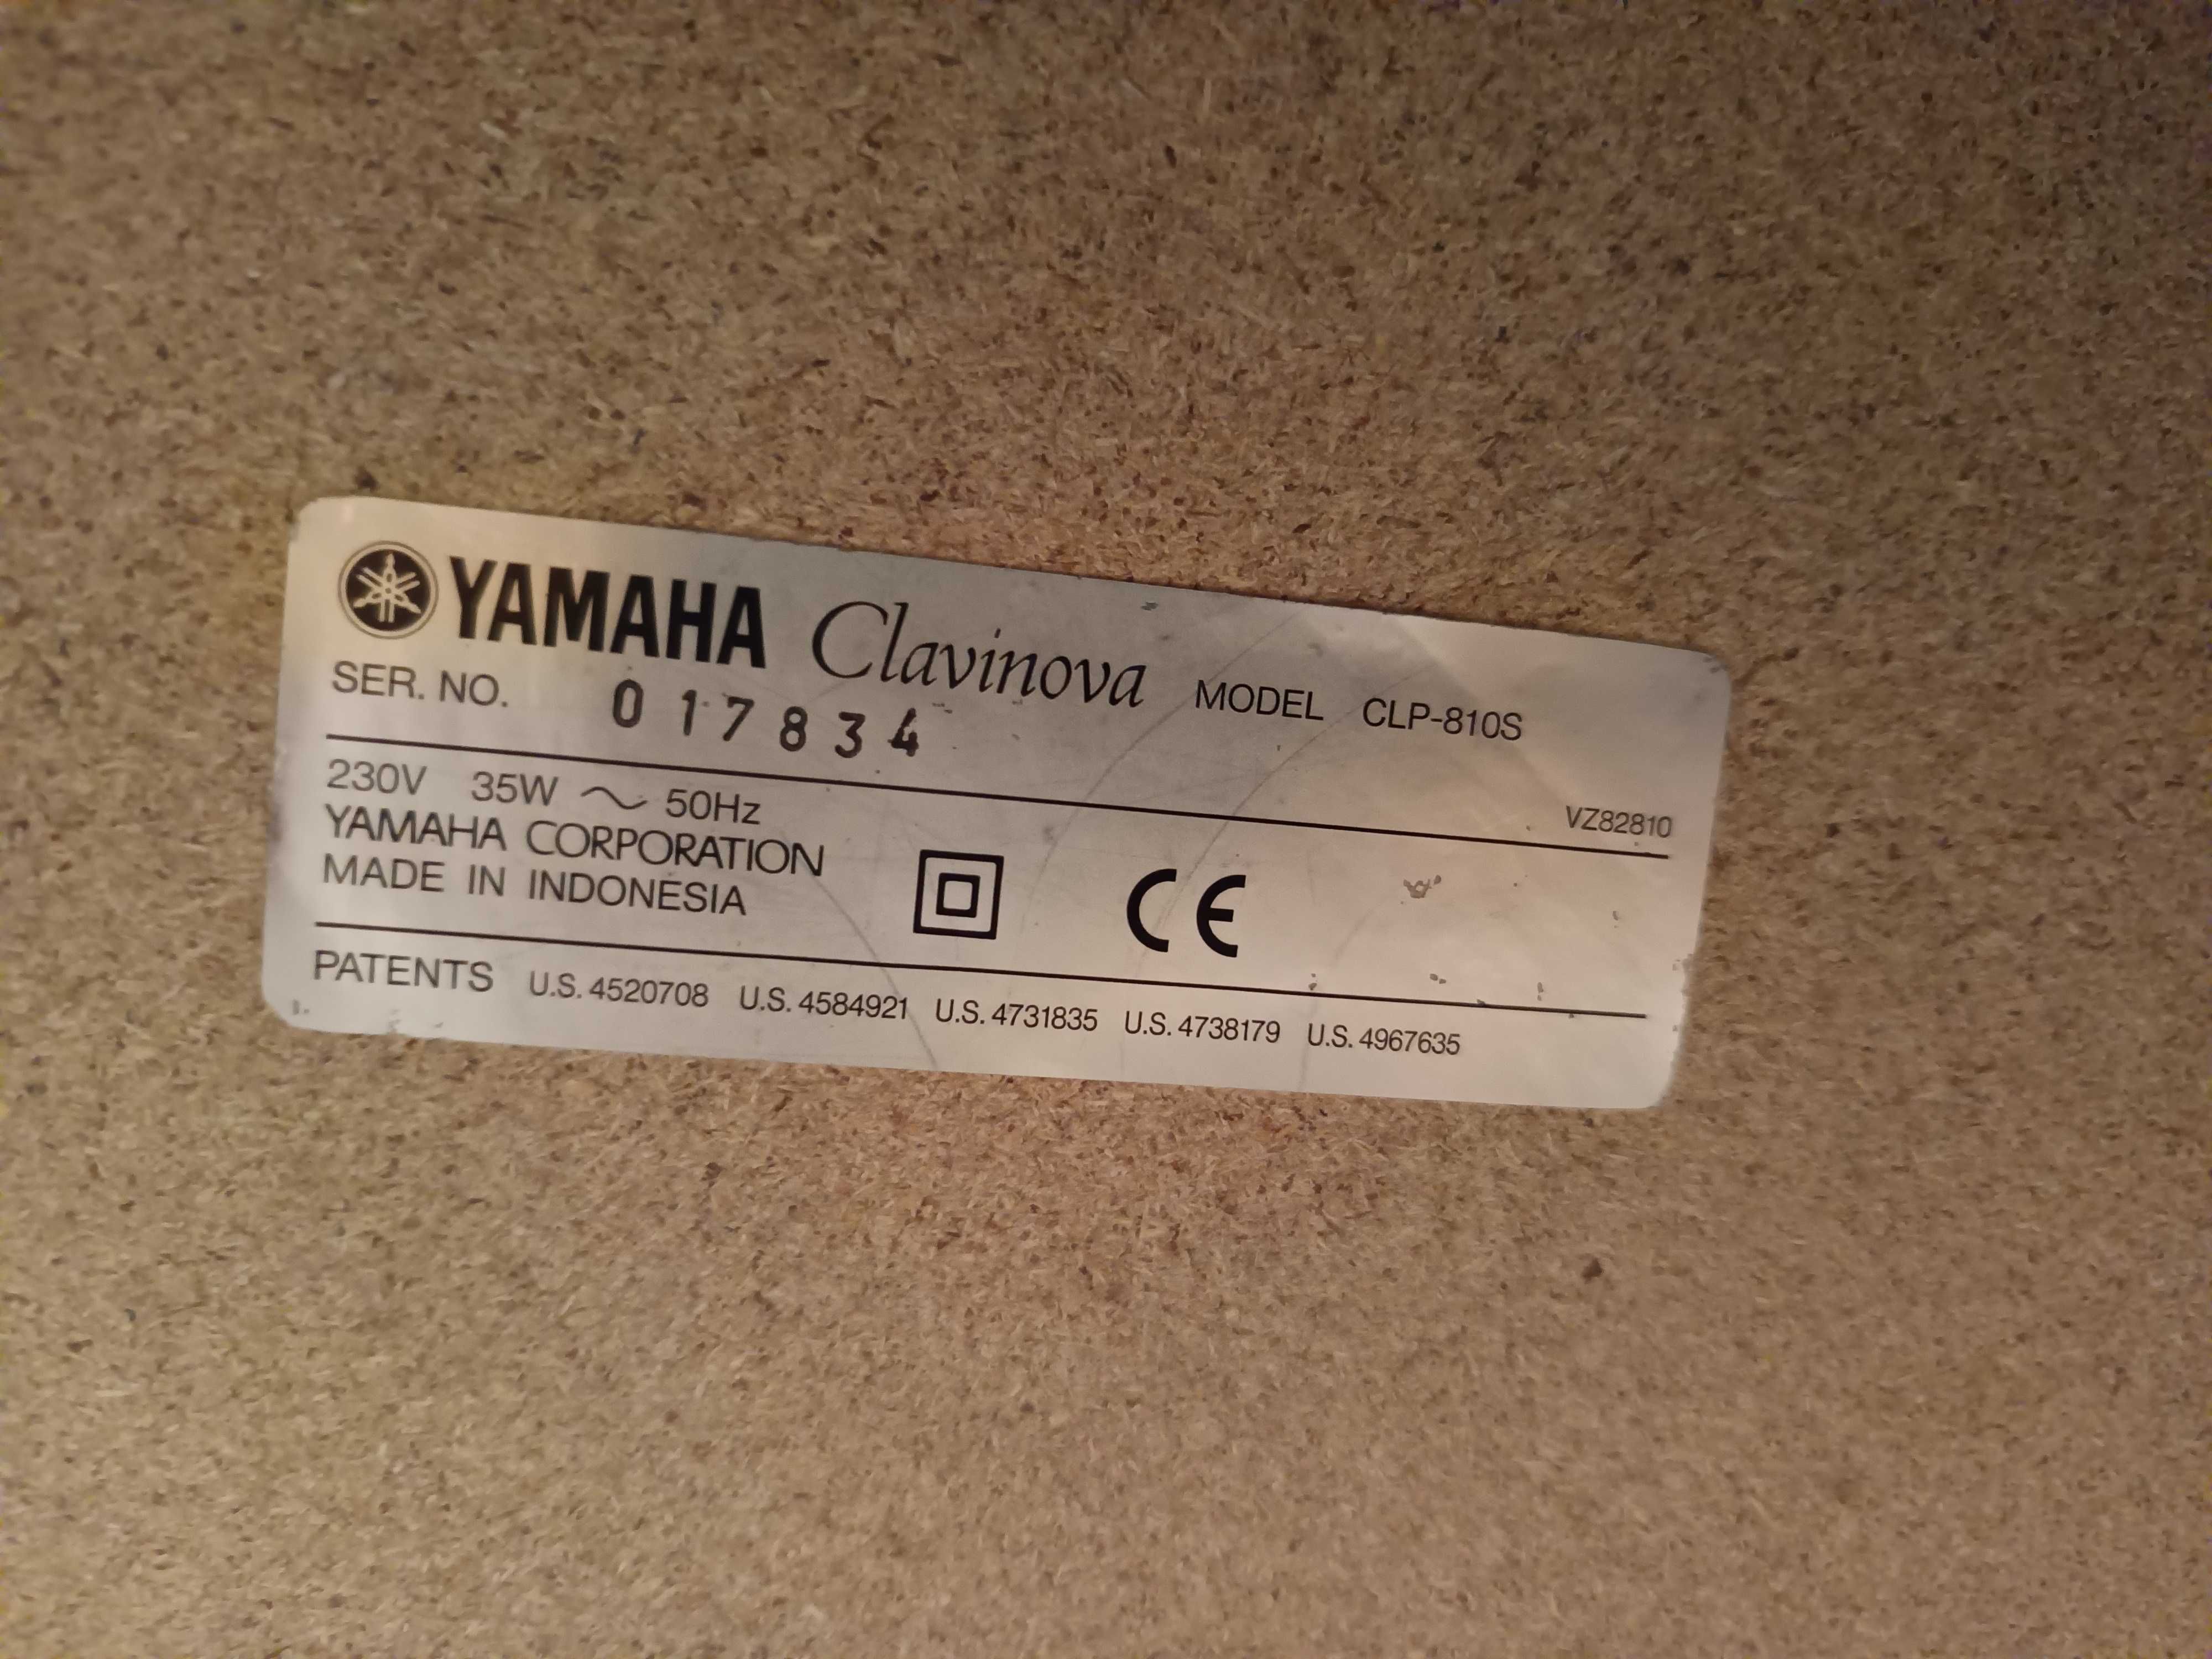 YAMAHA Clavinova MODEL CLP-810S
SER. NO. 017834
VZ82810
230V 35W ~ 50Hz
YAMAHA CORPORATION
MADE IN INDONESIA
CE
PATENTS U.S. 4520708 U.S. 4584921 U.S. 4731835 U.S. 4738179 U.S. 4967635